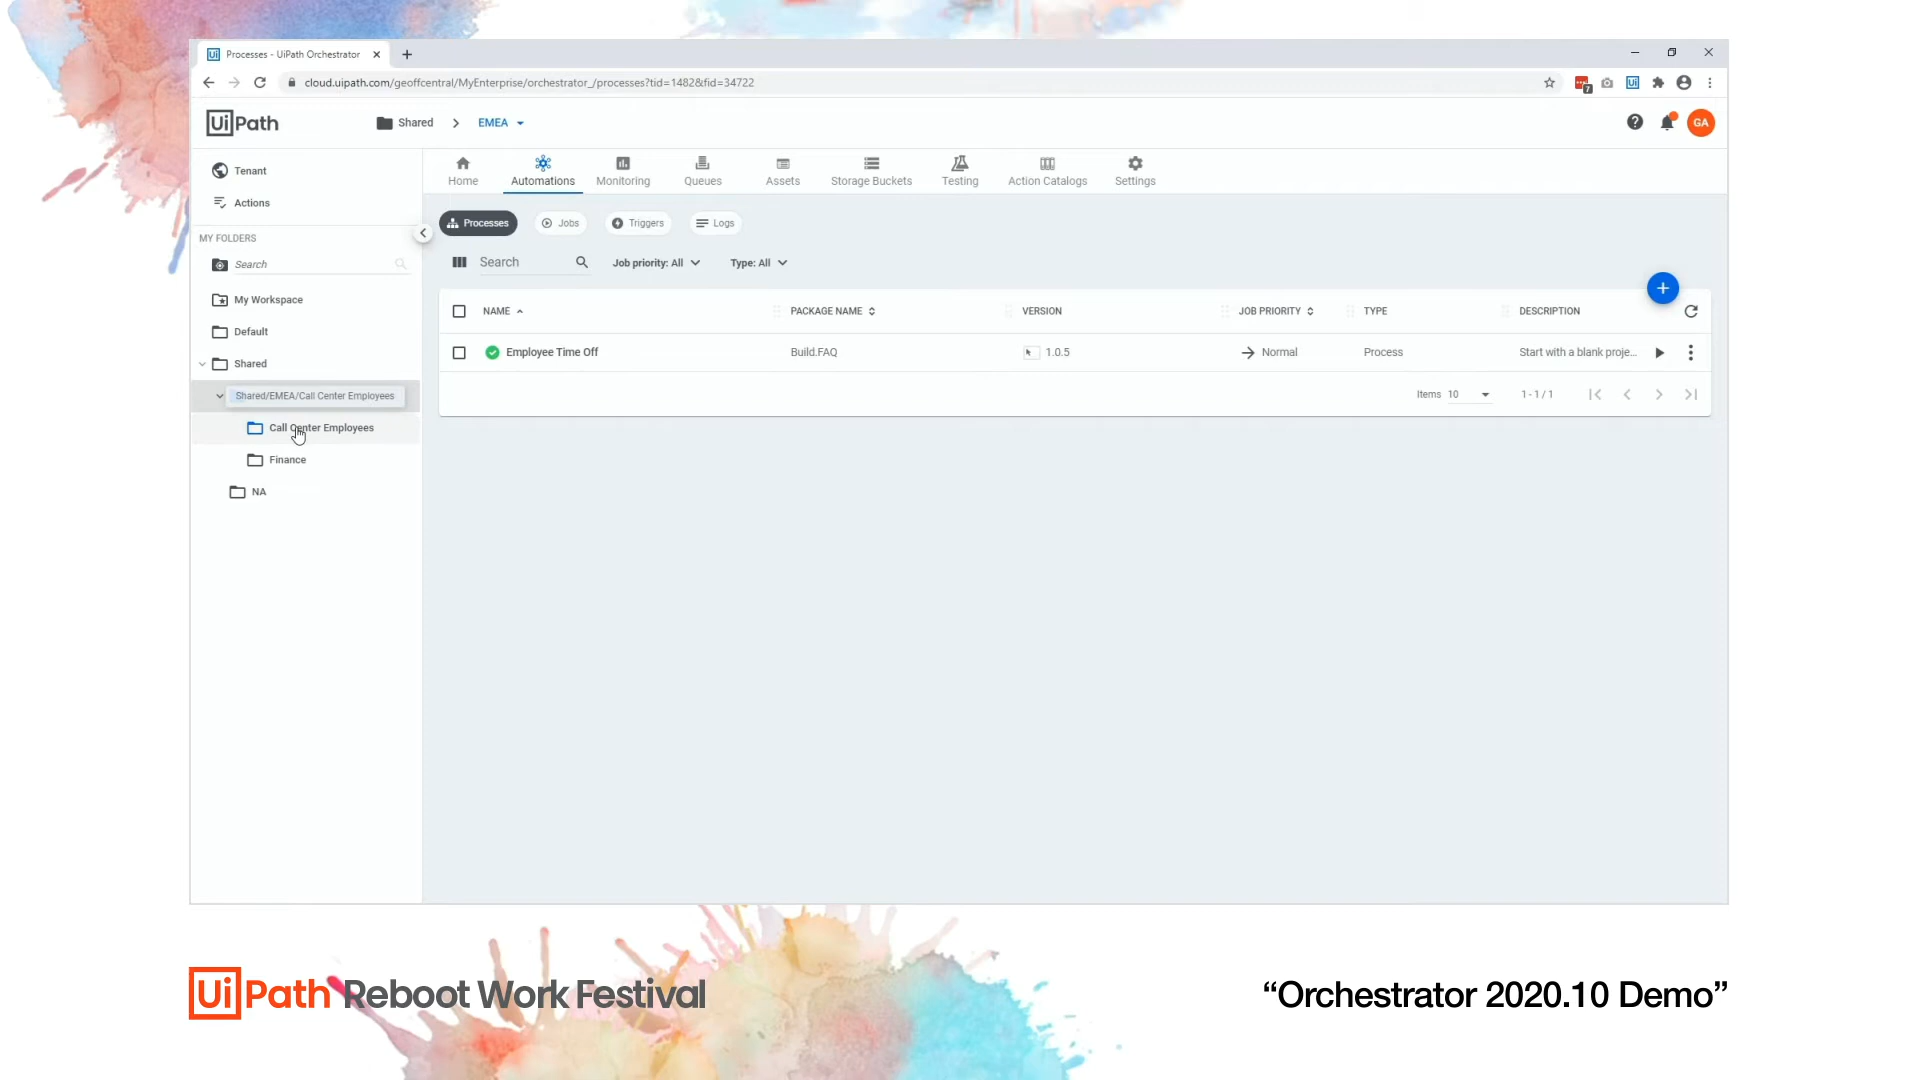 Processes - UiPath Orchestrator
cloud.uipath.com/geoffcentral/MyEnterprise/orchestrator_/processes?tid=1482&fid=34722
7
UiPath
Shared
EMEA
GA
Tenant
Actions
MY FOLDERS
Search
My Workspace
Default
Shared
Shared/EMEA/Call Center Employees
Call Center Employees
Finance
NA
Home
Automations
Monitoring
Queues
Assets
Storage Buckets
Testing
Action Catalogs
Settings
Processes
Jobs
Triggers
Logs
Search
Job priority: All
Type: All
NAME
PACKAGE NAME
VERSION
JOB PRIORITY
TYPE
DESCRIPTION
Employee Time Off
Build.FAQ
1.0.5
Normal
Process
Start with a blank proje...
Items 10
1 - 1 / 1
UiPath Reboot Work Festival
“Orchestrator 2020.10 Demo”